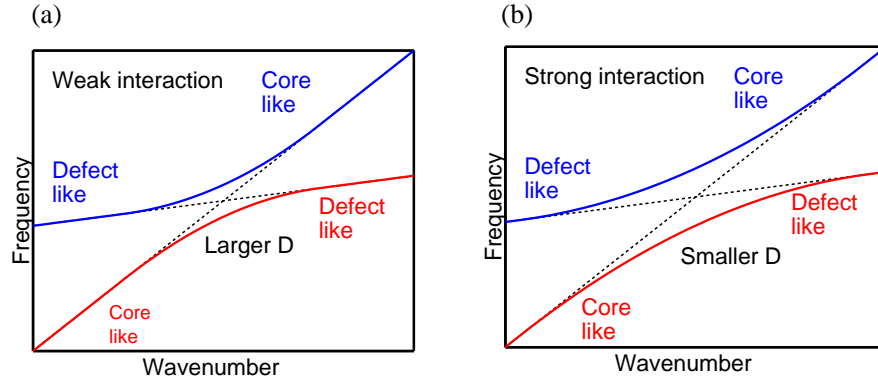 (a)
Weak interaction
Core
like
Defect
like
Defect
like
Larger D
Core
like
Frequency
Wavenumber
(b)
Strong interaction
Core
like
Defect
like
Defect
like
Smaller D
Core
like
Frequency
Wavenumber